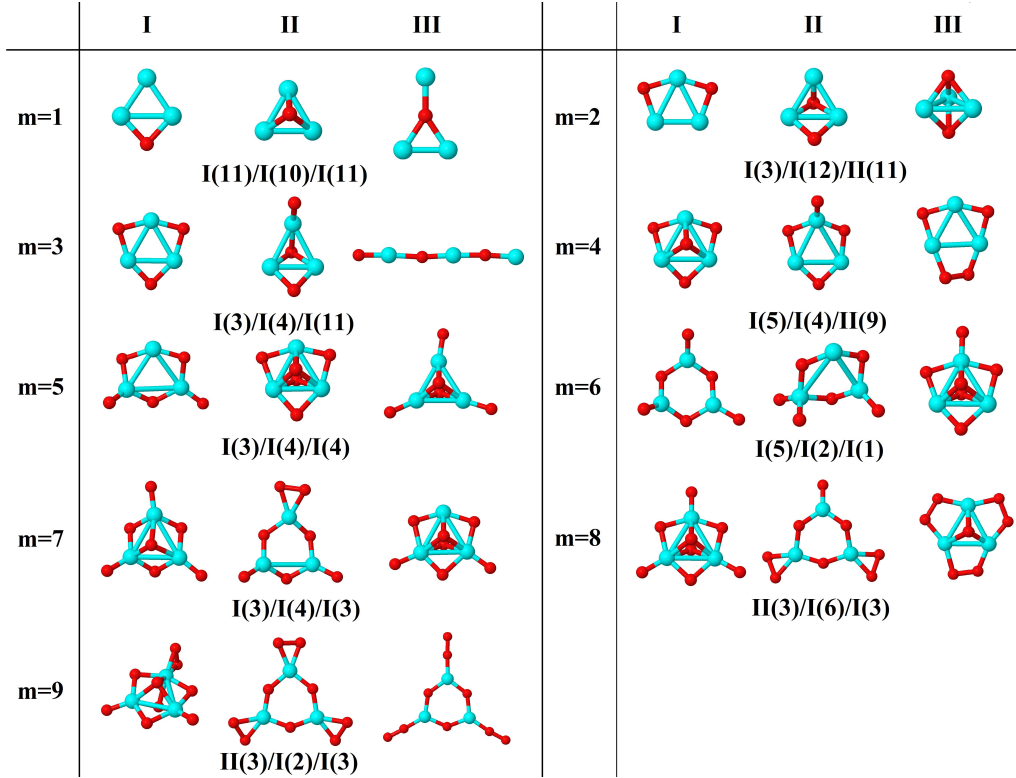 I II III I II III
m=1 m=2
I(11)/I(10)/I(11) I(3)/I(12)/II(11)
m=3 m=4
I(3)/I(4)/I(11) I(5)/I(4)/II(9)
m=5 m=6
I(3)/I(4)/I(4) I(5)/I(2)/I(1)
m=7 m=8
I(3)/I(4)/I(3) II(3)/I(6)/I(3)
m=9
II(3)/I(2)/I(3)